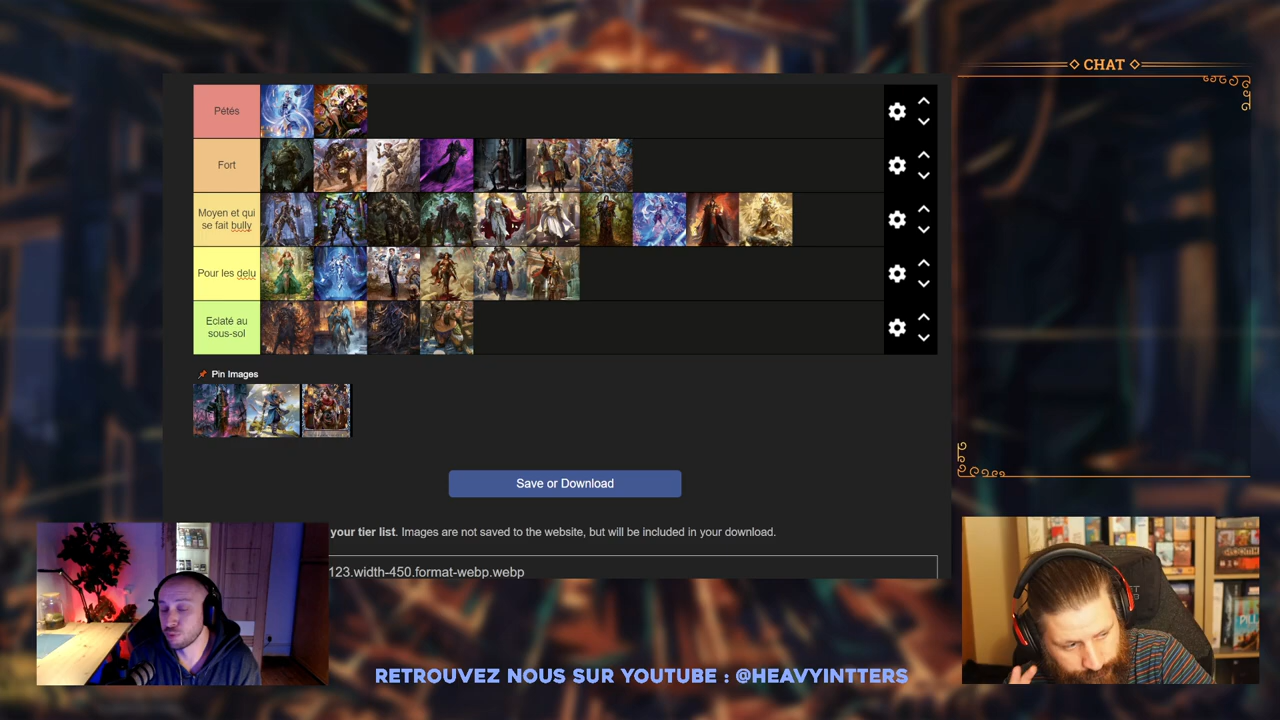 CHAT
Pétés
Fort
Moyen et qui
se fait bully
Pour les delu
Eclaté au
sous-sol
Pin Images
Save or Download
your tier list. Images are not saved to the website, but will be included in your download.
123.width-450.format-webp.webp
RETROUVEZ NOUS SUR YOUTUBE : @HEAVYINTTERS